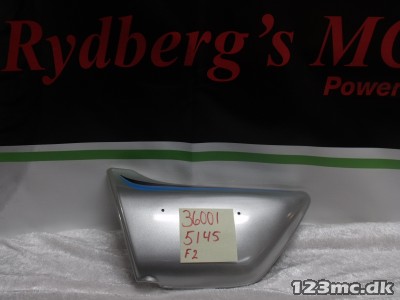 Rydberg's MC
Power
36001
5145
F2
123mc.dk